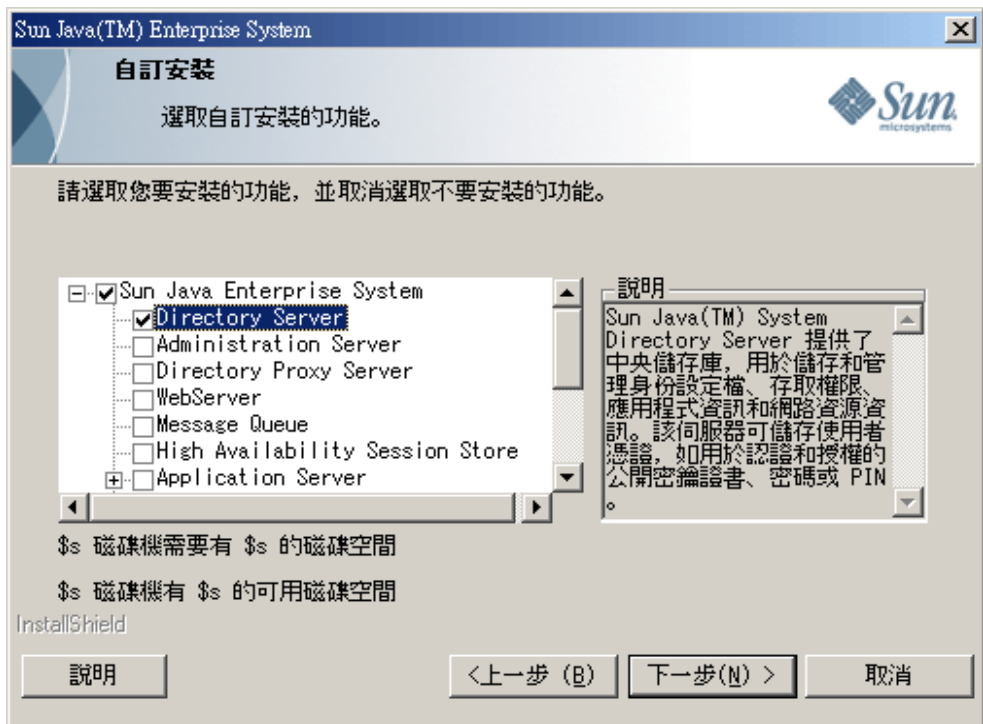 Sun Java(TM) Enterprise System
自訂安裝
選取自訂安裝的功能。
Sun
microsystems
請選取您要安裝的功能，並取消選取不要安裝的功能。
Sun Java Enterprise System
Directory Server
Administration Server
Directory Proxy Server
WebServer
Message Queue
High Availability Session Store
Application Server
說明
Sun Java(TM) System
Directory Server 提供了
中央儲存庫，用於儲存和管
理身份設定檔、存取權限、
應用程式資訊和網路資源資
訊。該伺服器可儲存使用者
憑證，如用於認證和授權的
公開密鑰證書、密碼或 PIN
。
$s 磁碟機需要有 $s 的磁碟空間
$s 磁碟機有 $s 的可用磁碟空間
InstallShield
說明
<上一步 (B)
下一步(N) >
取消